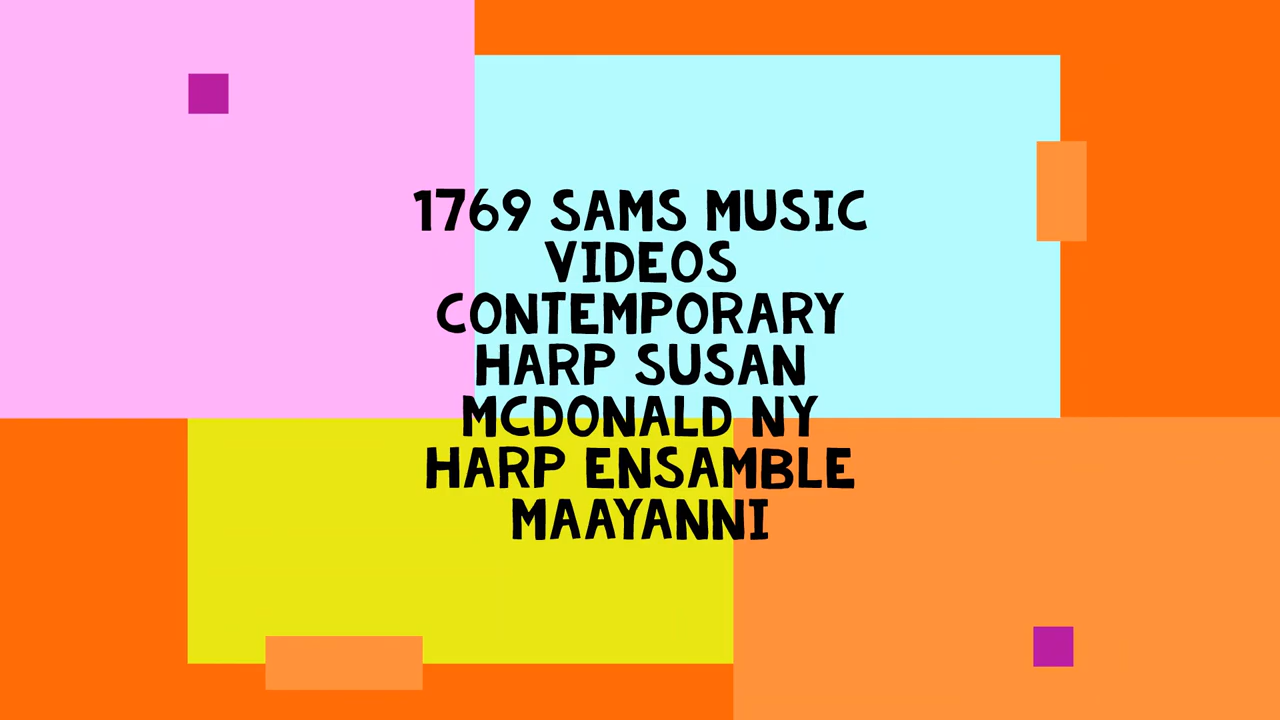 1769 SAMS MUSIC
VIDEOS
CONTEMPORARY
HARP SUSAN
MCDONALD NY
HARP ENSAMBLE
MAAYANNI